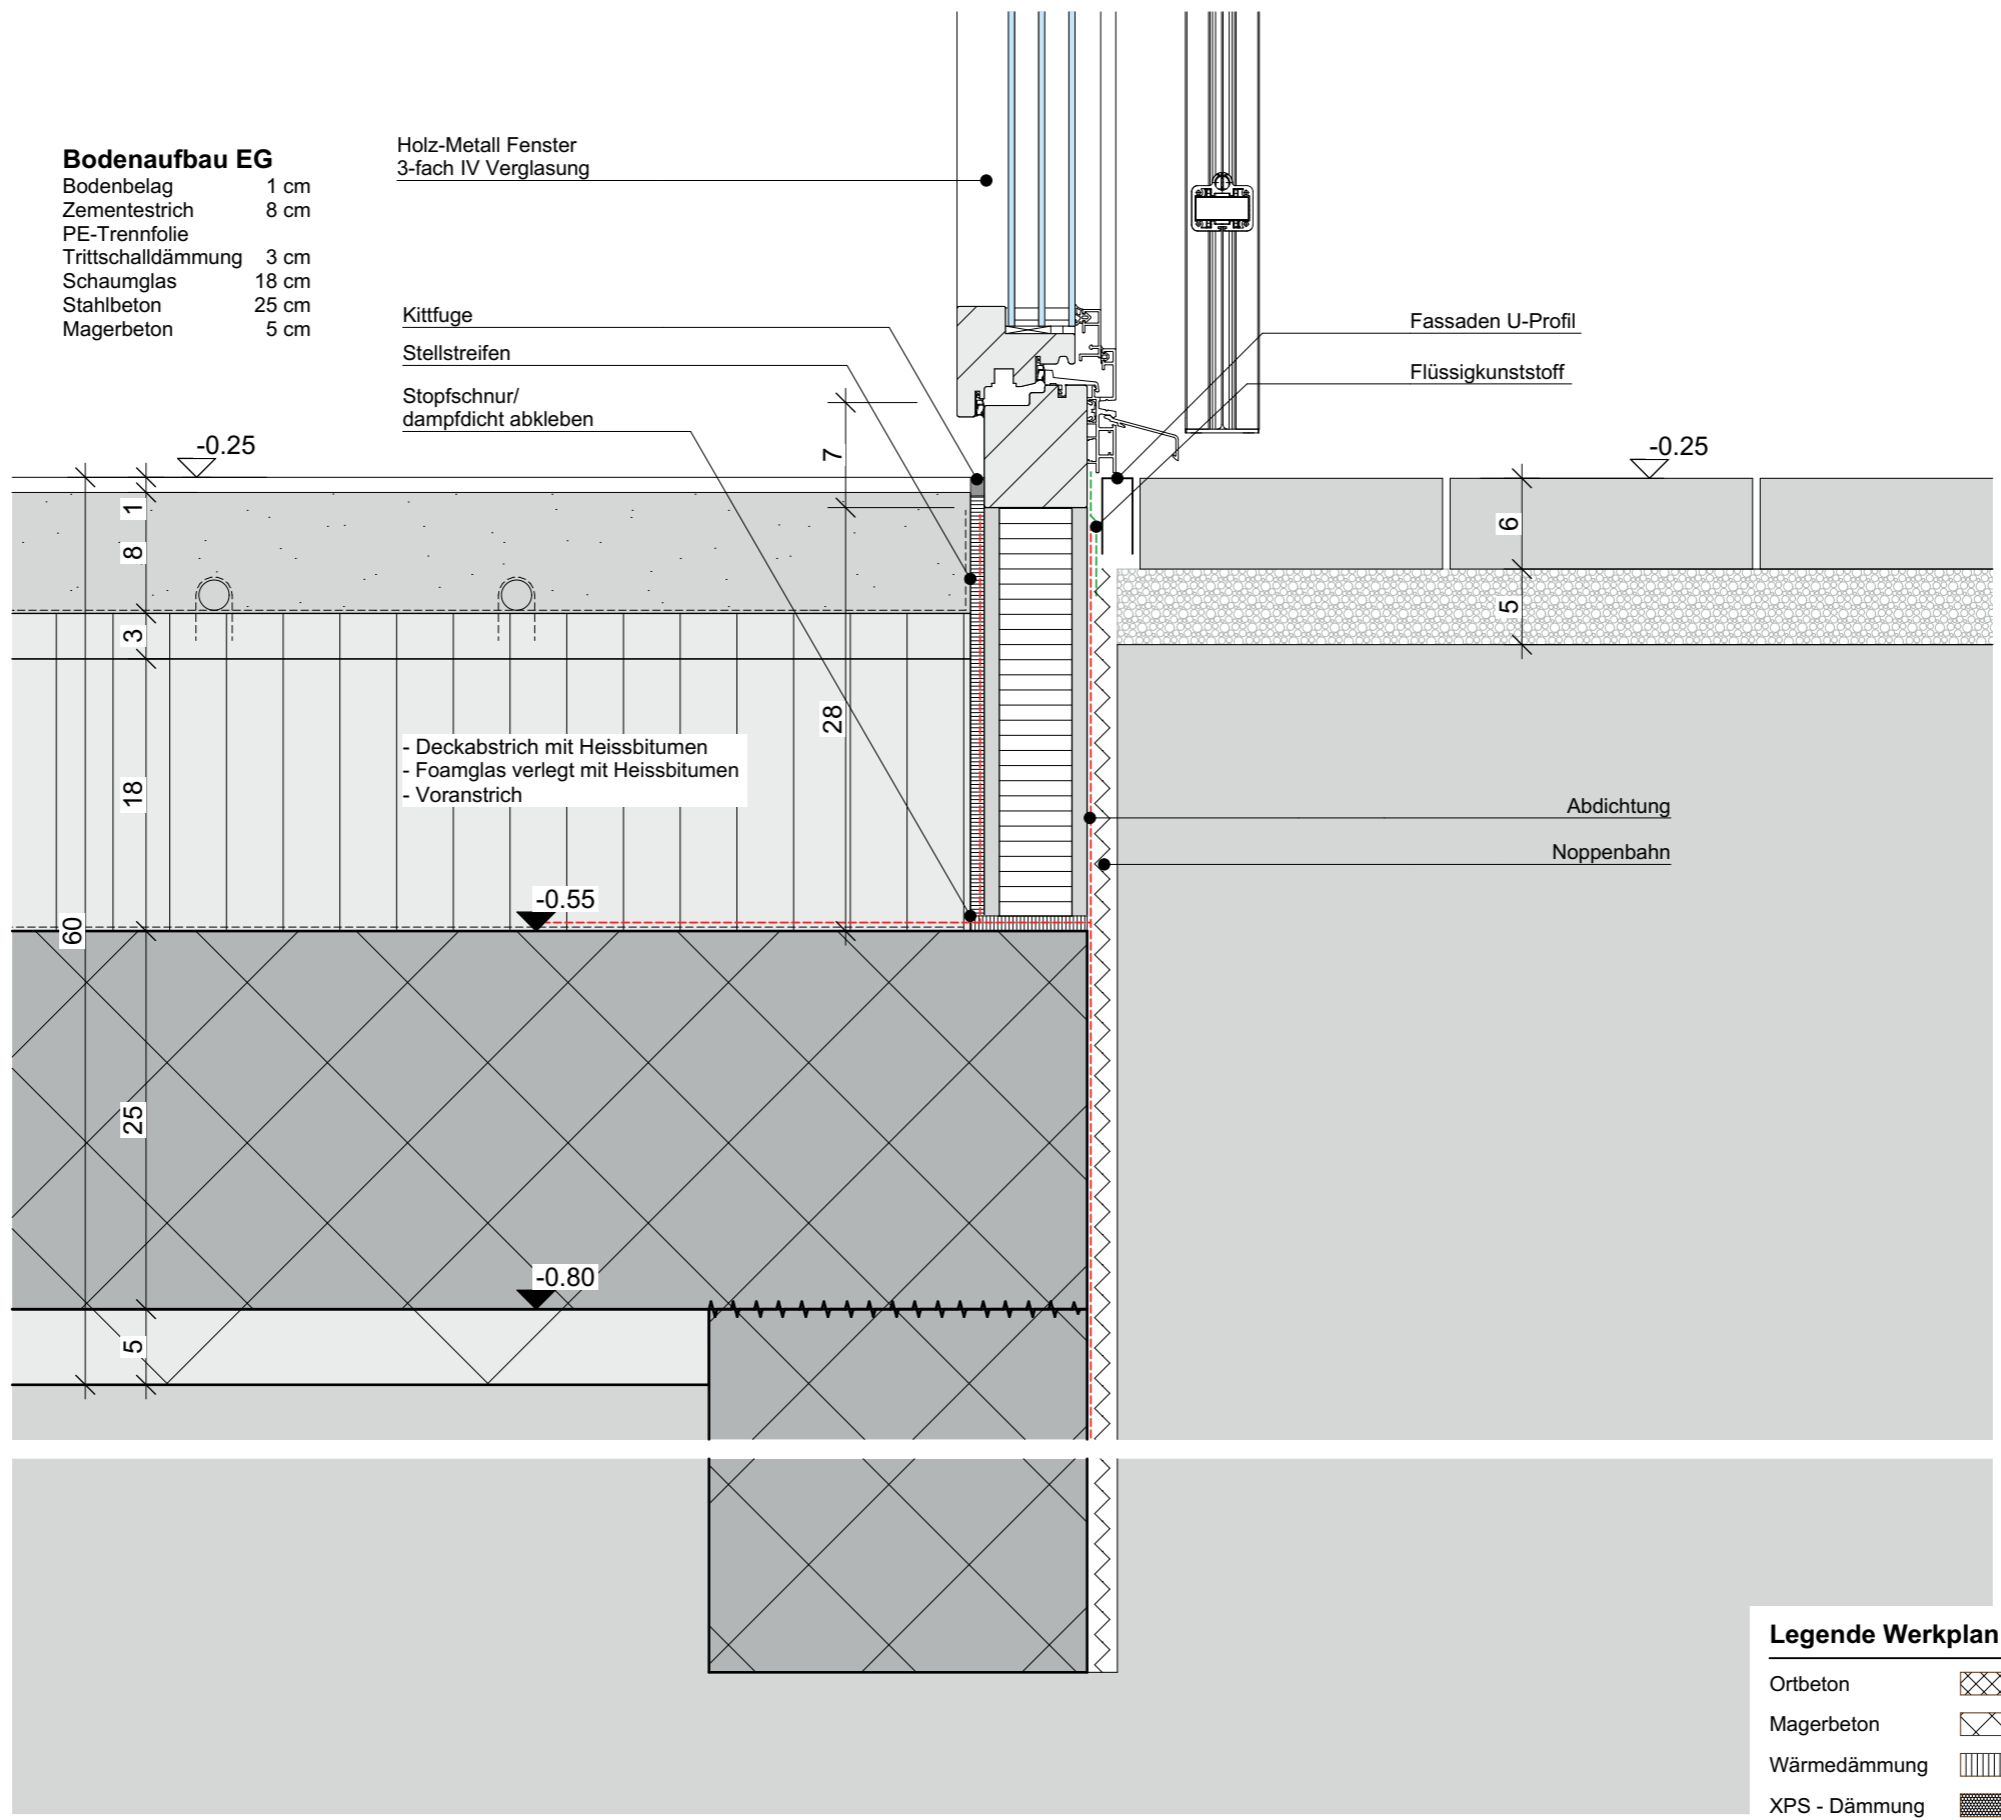 Bodenaufbau EG
Bodenbelag 1 cm
Zementestrich 8 cm
PE-Trennfolie
Trittschalldämmung 3 cm
Schaumglas 18 cm
Stahlbeton 25 cm
Magerbeton 5 cm
Holz-Metall Fenster
3-fach IV Verglasung
Kittfuge
Stellstreifen
Stopfschnur/
dampfdicht abkleben
Fassaden U-Profil
Flüssigkunststoff
-0.25
7
-0.25
1
8
3
18
60
25
5
28
6
5
- Deckabstrich mit Heissbitumen
- Foamglas verlegt mit Heissbitumen
- Voranstrich
Abdichtung
Noppenbahn
-0.55
-0.80
Legende Werkplan
Ortbeton
Magerbeton
Wärmedämmung
XPS - Dämmung